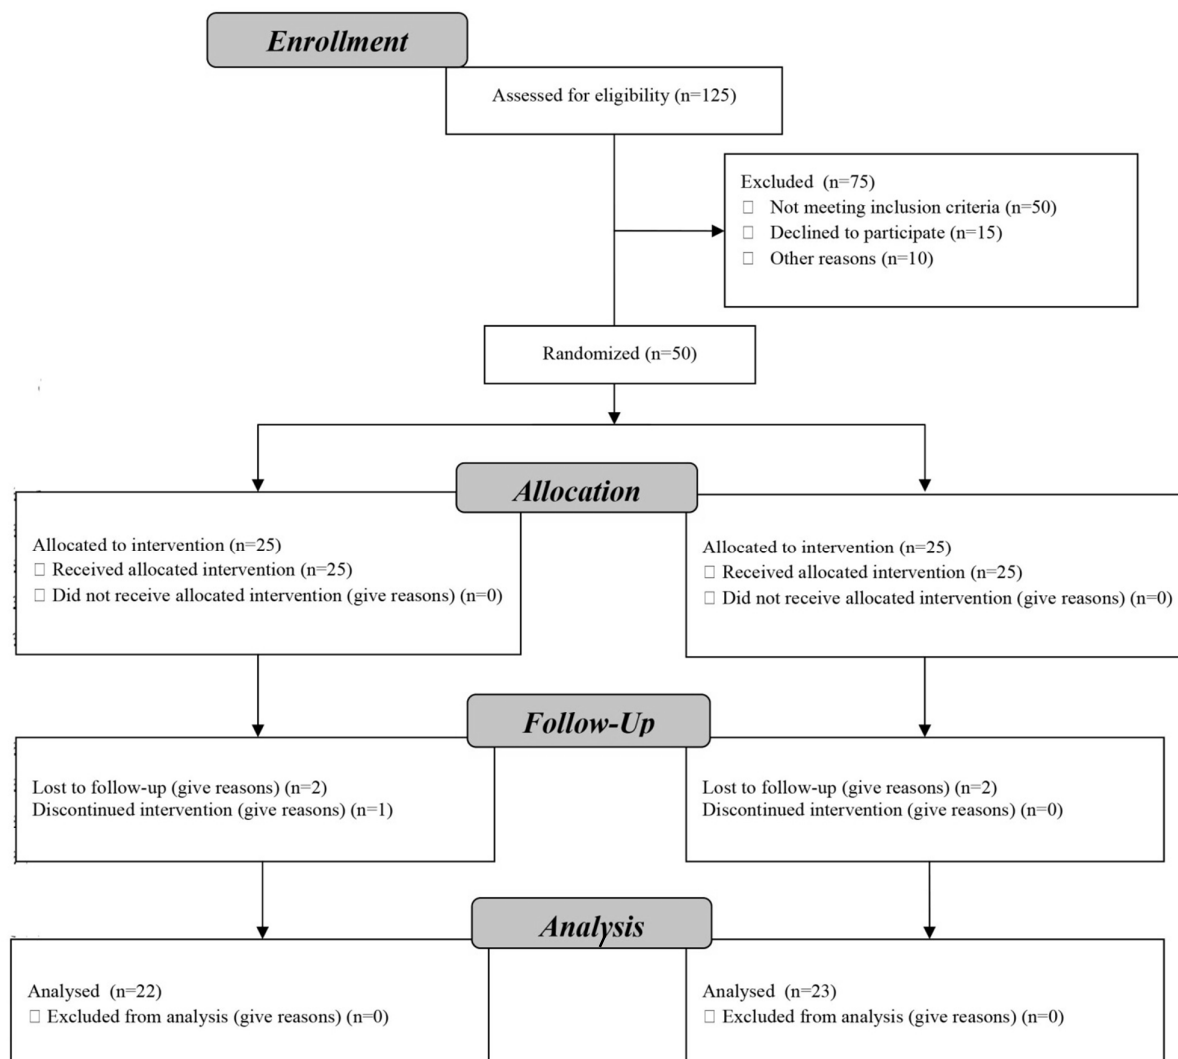 Enrollment
Assessed for eligibility (n=125)
Excluded (n=75)
Not meeting inclusion criteria (n=50)
Declined to participate (n=15)
Other reasons (n=10)
Randomized (n=50)
Allocation
Allocated to intervention (n=25)
Received allocated intervention (n=25)
Did not receive allocated intervention (give reasons) (n=0)
Allocated to intervention (n=25)
Received allocated intervention (n=25)
Did not receive allocated intervention (give reasons) (n=0)
Follow-Up
Lost to follow-up (give reasons) (n=2)
Discontinued intervention (give reasons) (n=1)
Lost to follow-up (give reasons) (n=2)
Discontinued intervention (give reasons) (n=0)
Analysis
Analysed (n=22)
Excluded from analysis (give reasons) (n=0)
Analysed (n=23)
Excluded from analysis (give reasons) (n=0)